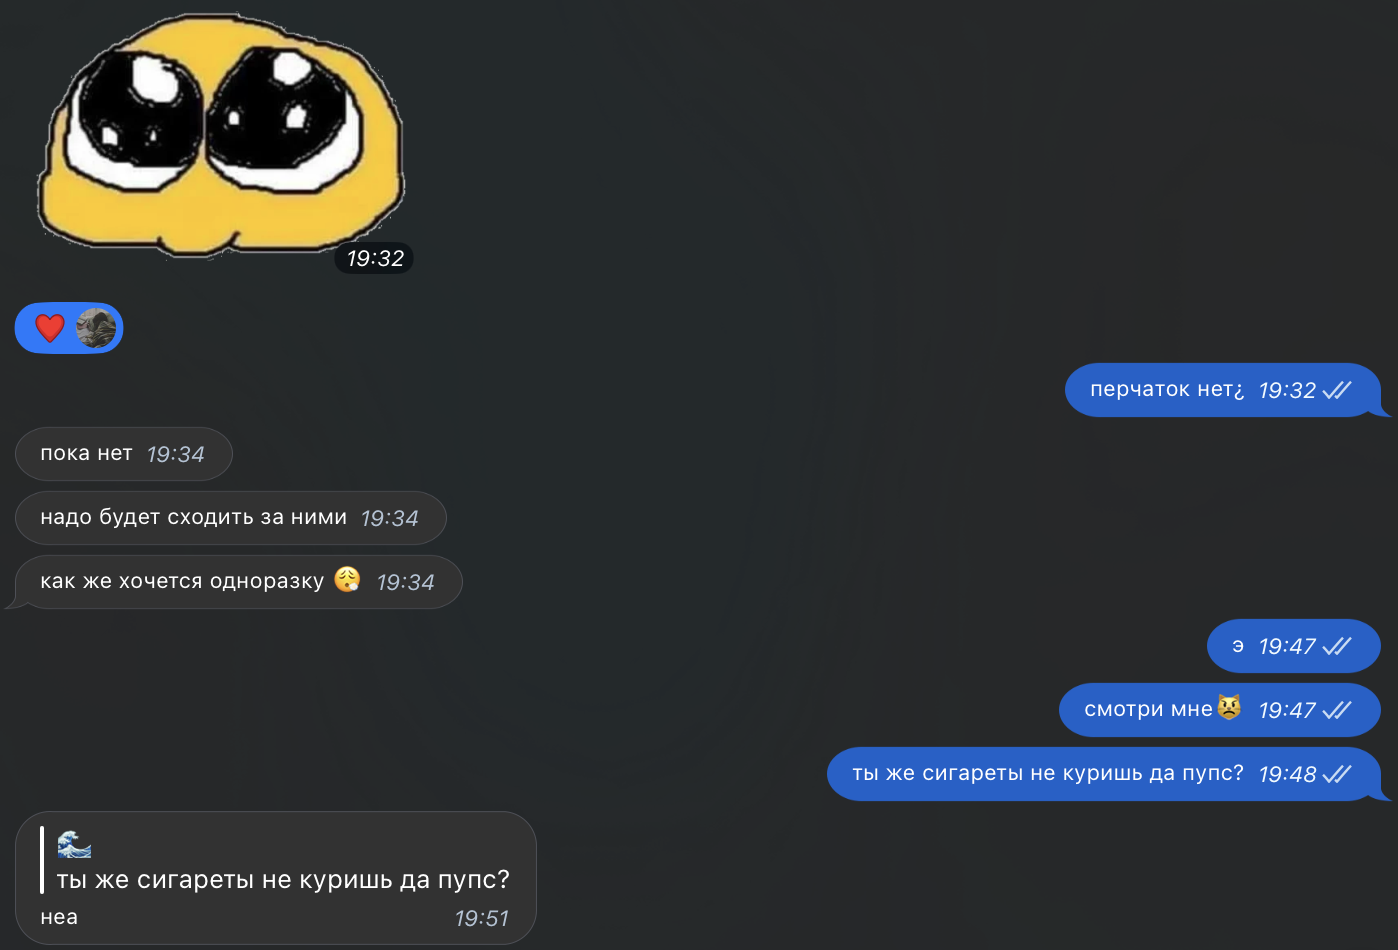 19:32
перчаток нет¿ 19:32
пока нет 19:34
надо будет сходить за ними 19:34
как же хочется одноразку 😮‍💨 19:34
э 19:47
смотри мне😾 19:47
ты же сигареты не куришь да пупс? 19:48
🌊
ты же сигареты не куришь да пупс?
неа 19:51